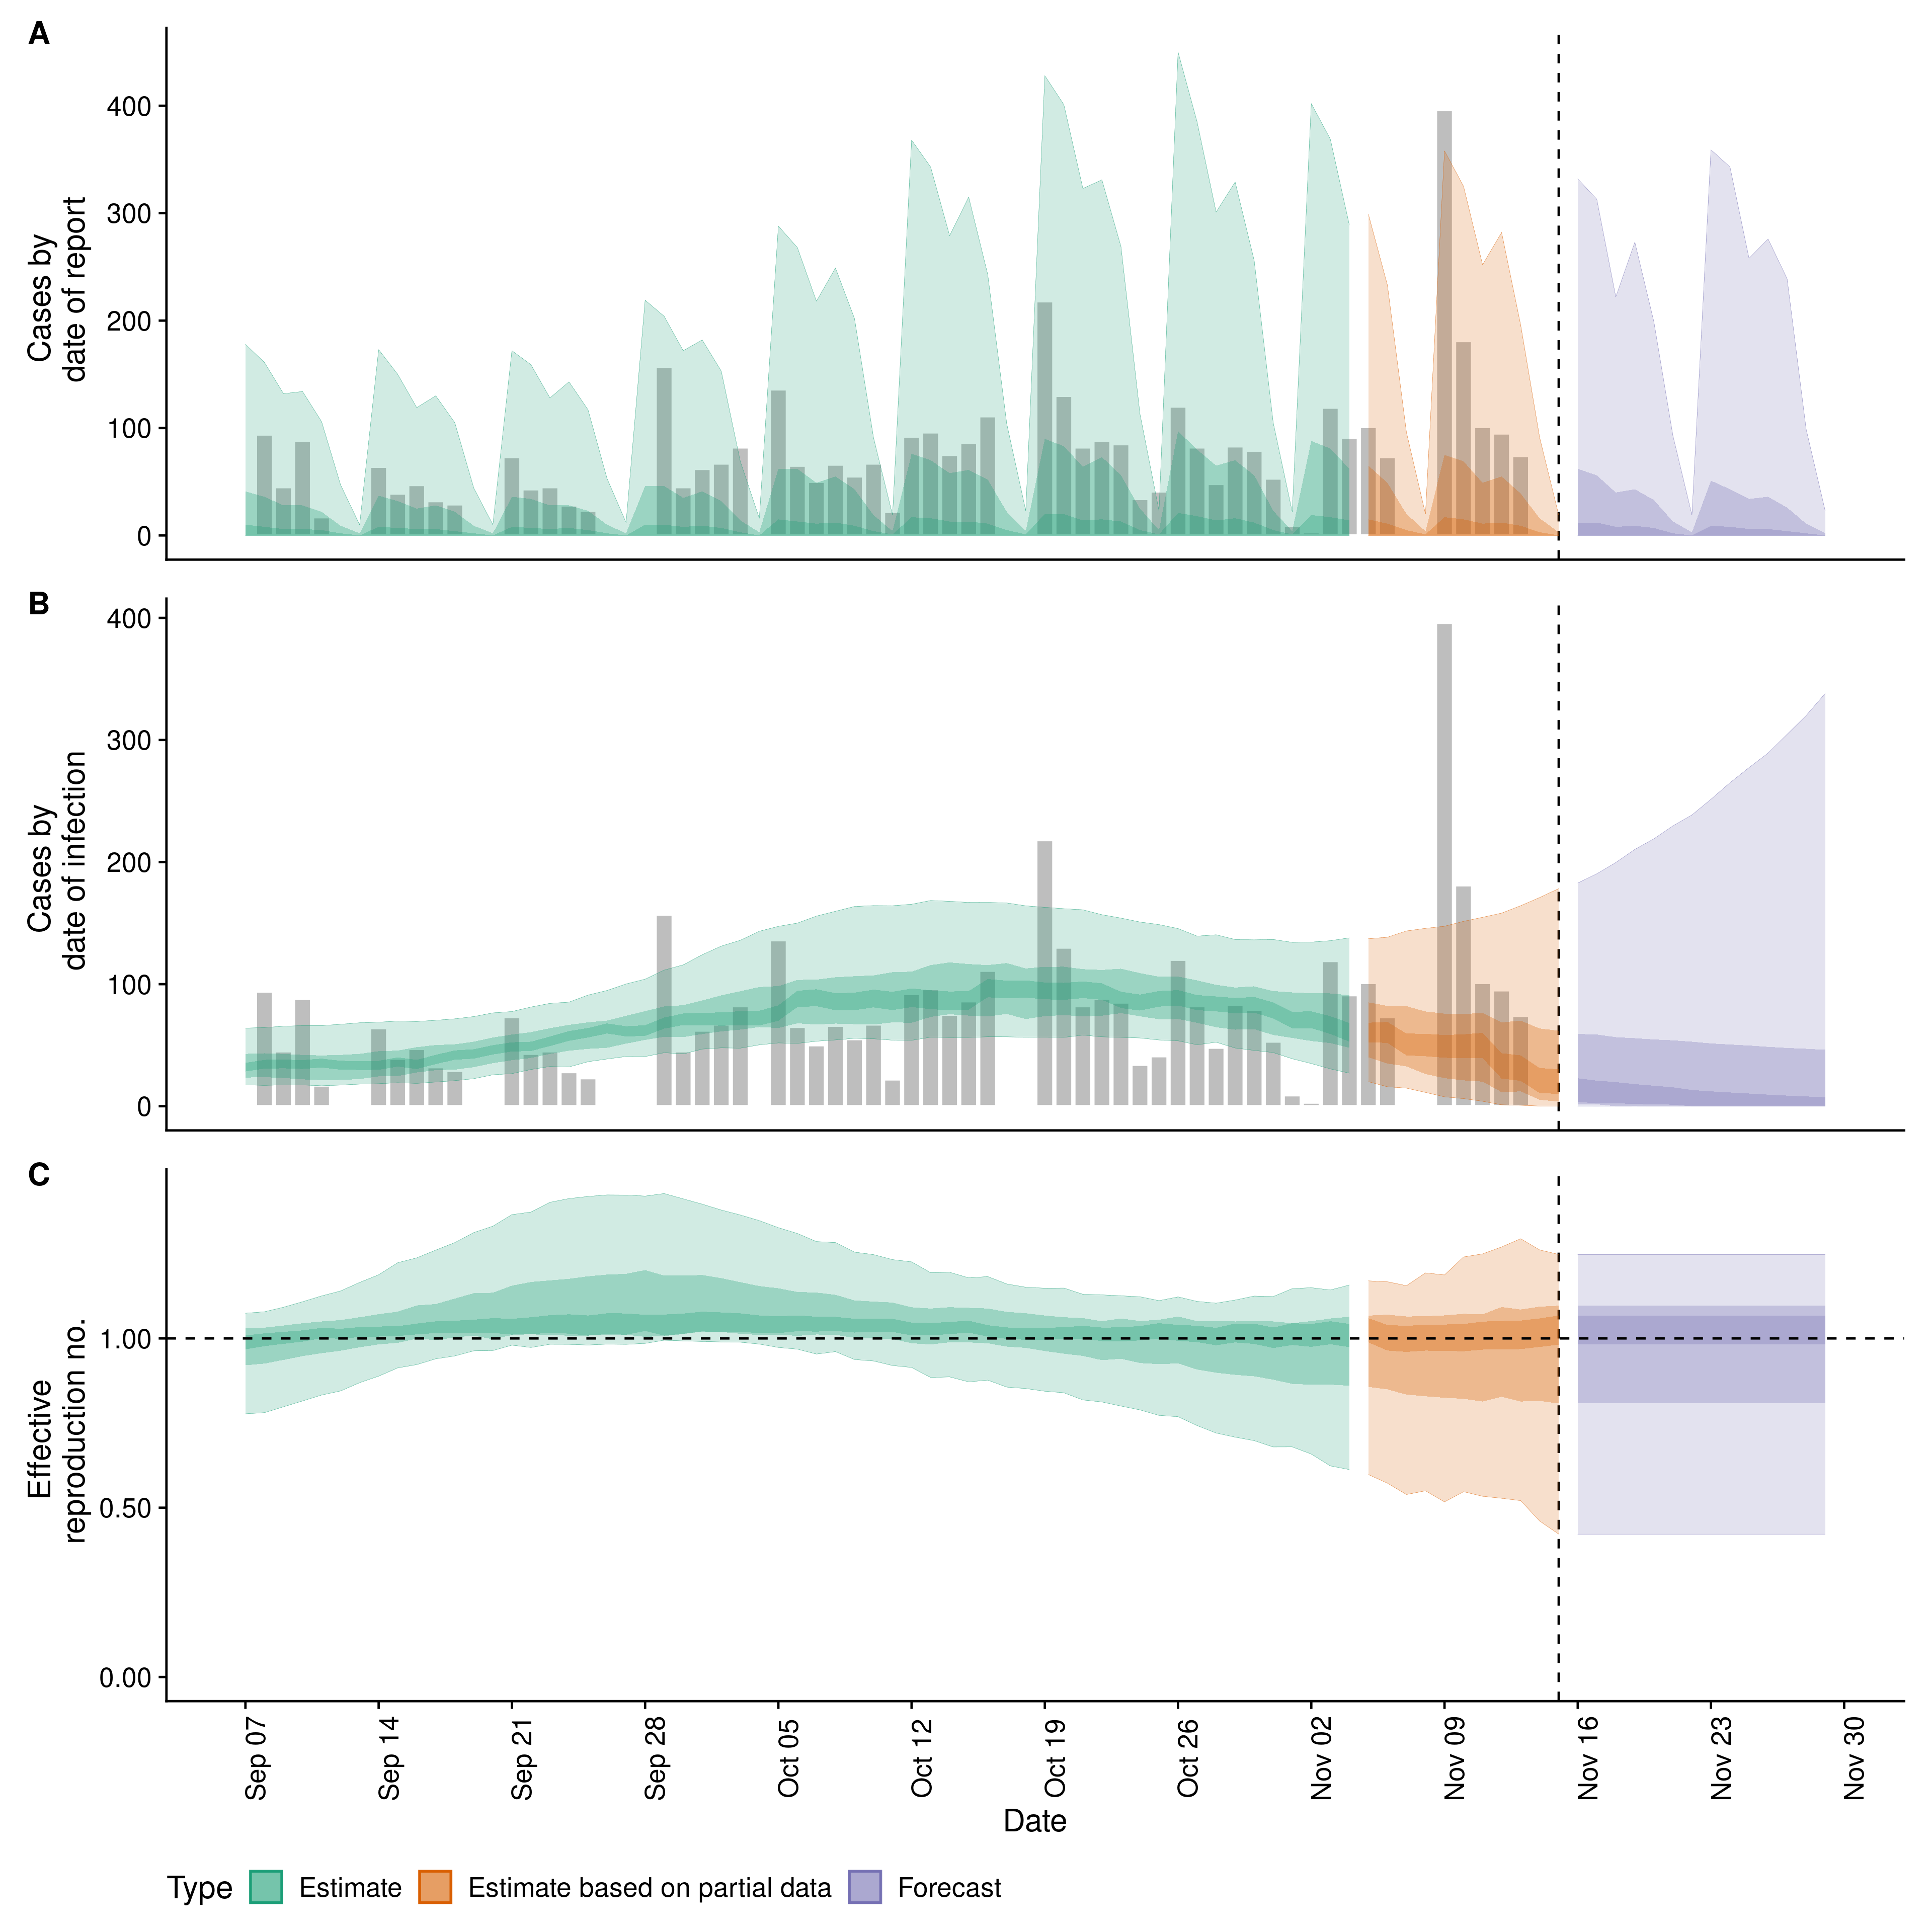 A
Cases by
date of report
400
300
200
100
0
B
Cases by
date of infection
400
300
200
100
0
C
Effective
reproduction no.
1.00
0.50
0.00
Sep 07
Sep 14
Sep 21
Sep 28
Oct 05
Oct 12
Oct 19
Oct 26
Nov 02
Nov 09
Nov 16
Nov 23
Nov 30
Date
Type Estimate Estimate based on partial data Forecast